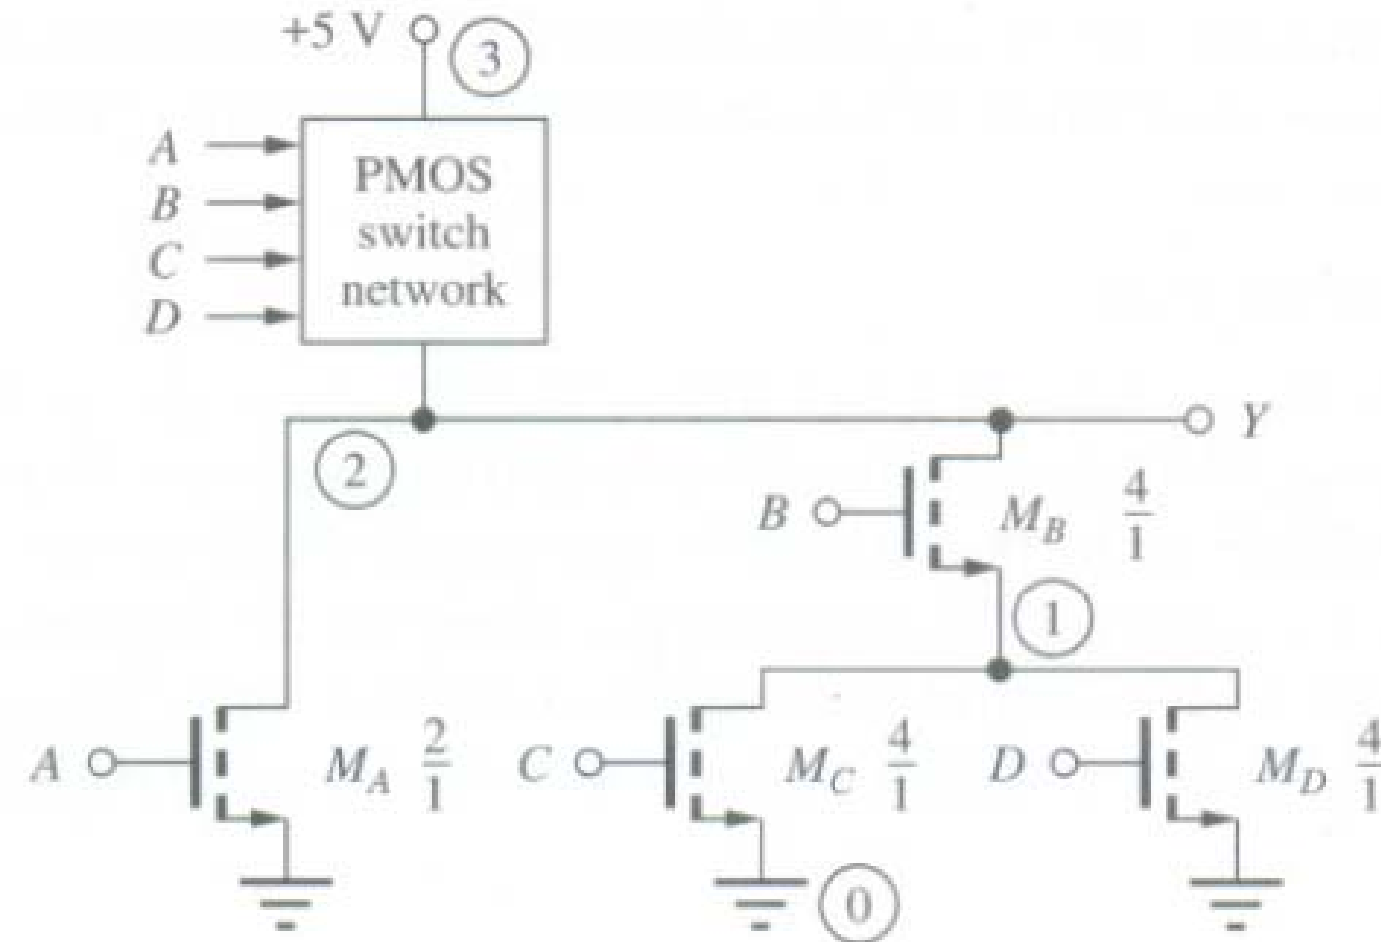 +5 V
3
A
B
C
D
PMOS
switch
network
2
Y
B
M_B 4/1
1
A
M_A 2/1
C
M_C 4/1
D
M_D 4/1
0